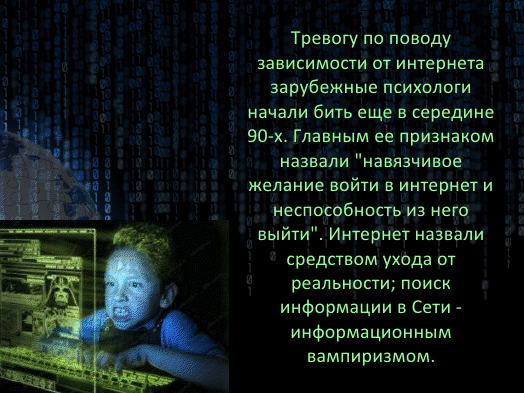 Тревогу по поводу
зависимости от интернета
зарубежные психологи
начали бить еще в середине
90-х. Главным ее признаком
назвали "навязчивое
желание войти в интернет и
неспособность из него
выйти". Интернет назвали
средством ухода от
реальности; поиск
информации в Сети -
информационным
вампиризмом.